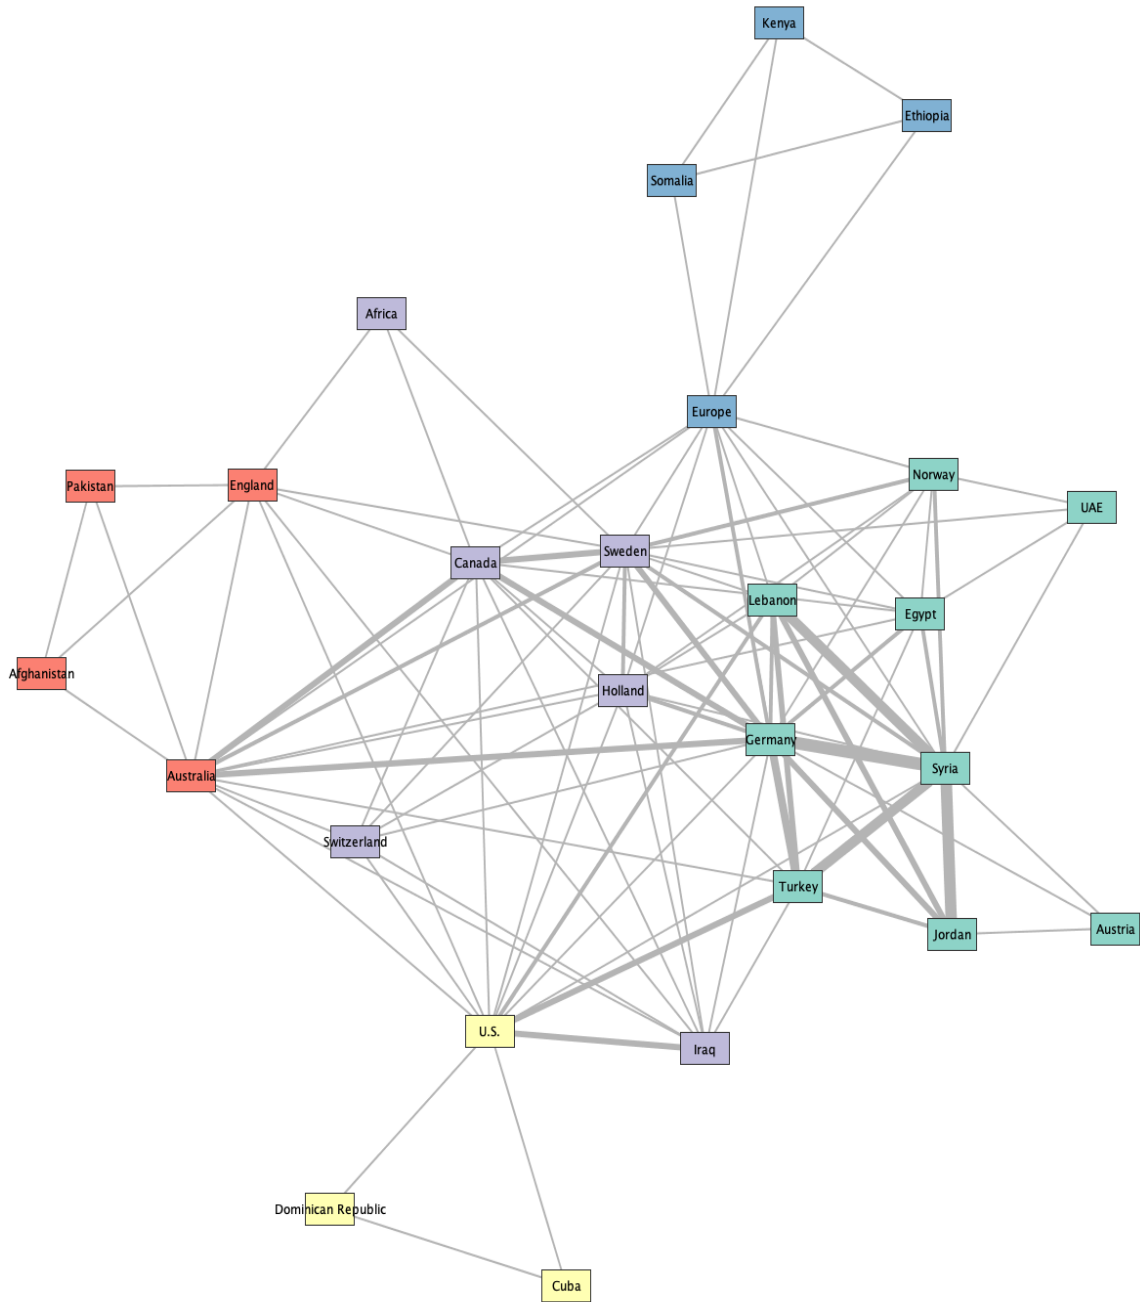 Kenya
Ethiopia
Somalia
Africa
Europe
Norway
Pakistan
England
UAE
Sweden
Canada
Lebanon
Egypt
Afghanistan
Holland
Germany
Syria
Australia
Switzerland
Turkey
Austria
Jordan
U.S.
Iraq
Dominican Republic
Cuba